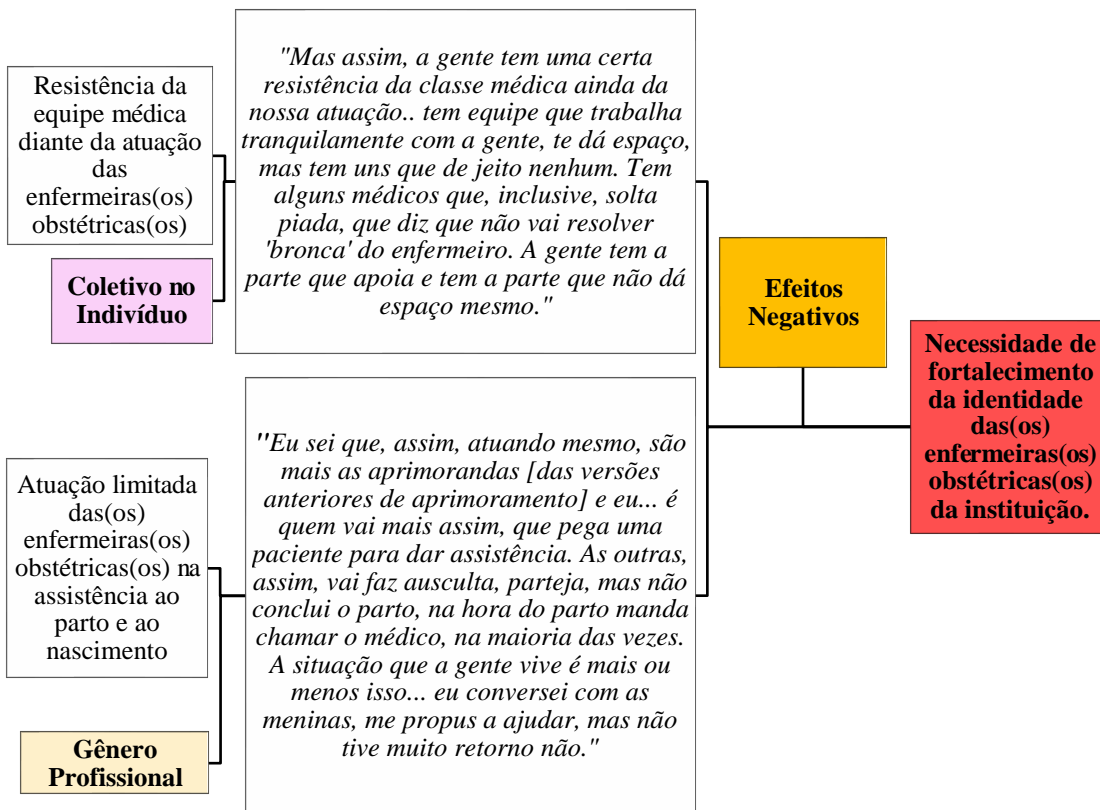 Resistência da
equipe médica
diante da atuação
das
enfermeiras(os)
obstétricas(os)
Coletivo no
Indivíduo
"Mas assim, a gente tem uma certa
resistência da classe médica ainda da
nossa atuação.. tem equipe que trabalha
tranquilamente com a gente, te dá espaço,
mas tem uns que de jeito nenhum. Tem
alguns médicos que, inclusive, solta
piada, que diz que não vai resolver
'bronca' do enfermeiro. A gente tem a
parte que apoia e tem a parte que não dá
espaço mesmo."
Efeitos
Negativos
Necessidade de
fortalecimento
da identidade
das(os)
enfermeiras(os)
obstétricas(os)
da instituição.
Atuação limitada
das(os)
enfermeiras(os)
obstétricas(os) na
assistência ao
parto e ao
nascimento
Gênero
Profissional
"Eu sei que, assim, atuando mesmo, são
mais as aprimorandas [das versões
anteriores de aprimoramento] e eu... é
quem vai mais assim, que pega uma
paciente para dar assistência. As outras,
assim, vai faz ausculta, parteja, mas não
conclui o parto, na hora do parto manda
chamar o médico, na maioria das vezes.
A situação que a gente vive é mais ou
menos isso... eu conversei com as
meninas, me propus a ajudar, mas não
tive muito retorno não."